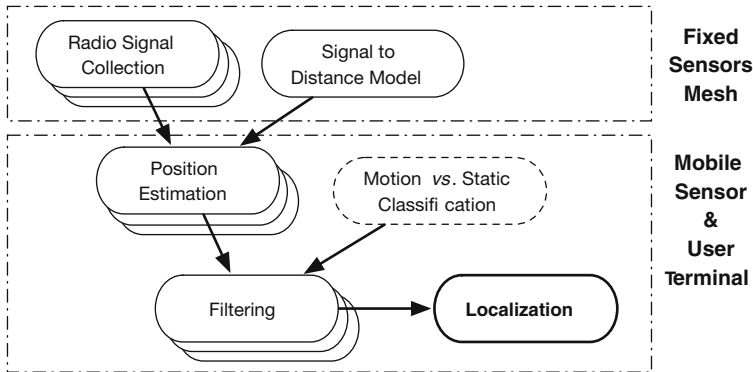 Radio Signal
Collection
Signal to
Distance Model
Fixed
Sensors
Mesh
Position
Estimation
Motion vs. Static
Classifi cation
Mobile
Sensor
&
User
Terminal
Filtering
Localization